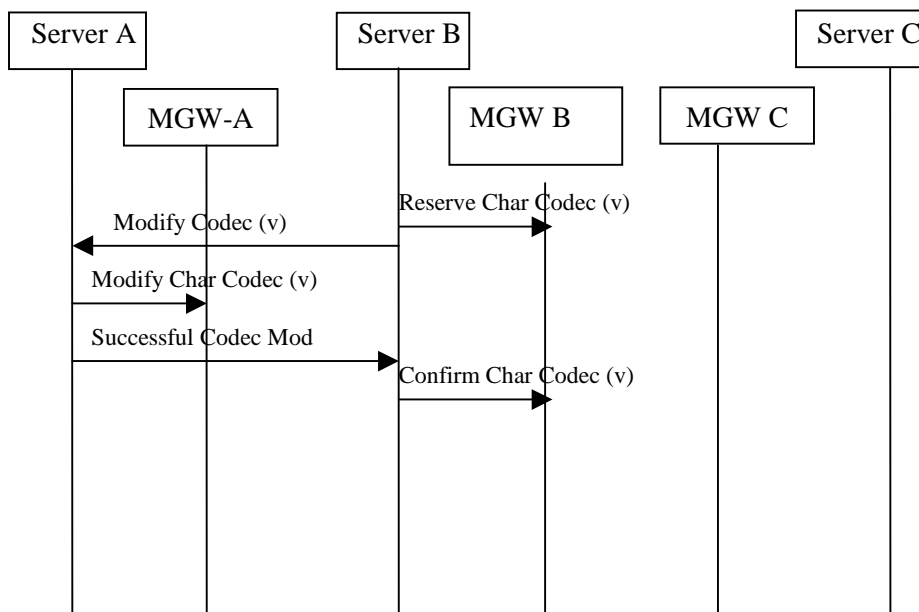 Server A
Server B
Server C
MGW-A
MGW B
MGW C
Reserve Char Codec (v)
Modify Codec (v)
Modify Char Codec (v)
Successful Codec Mod
Confirm Char Codec (v)